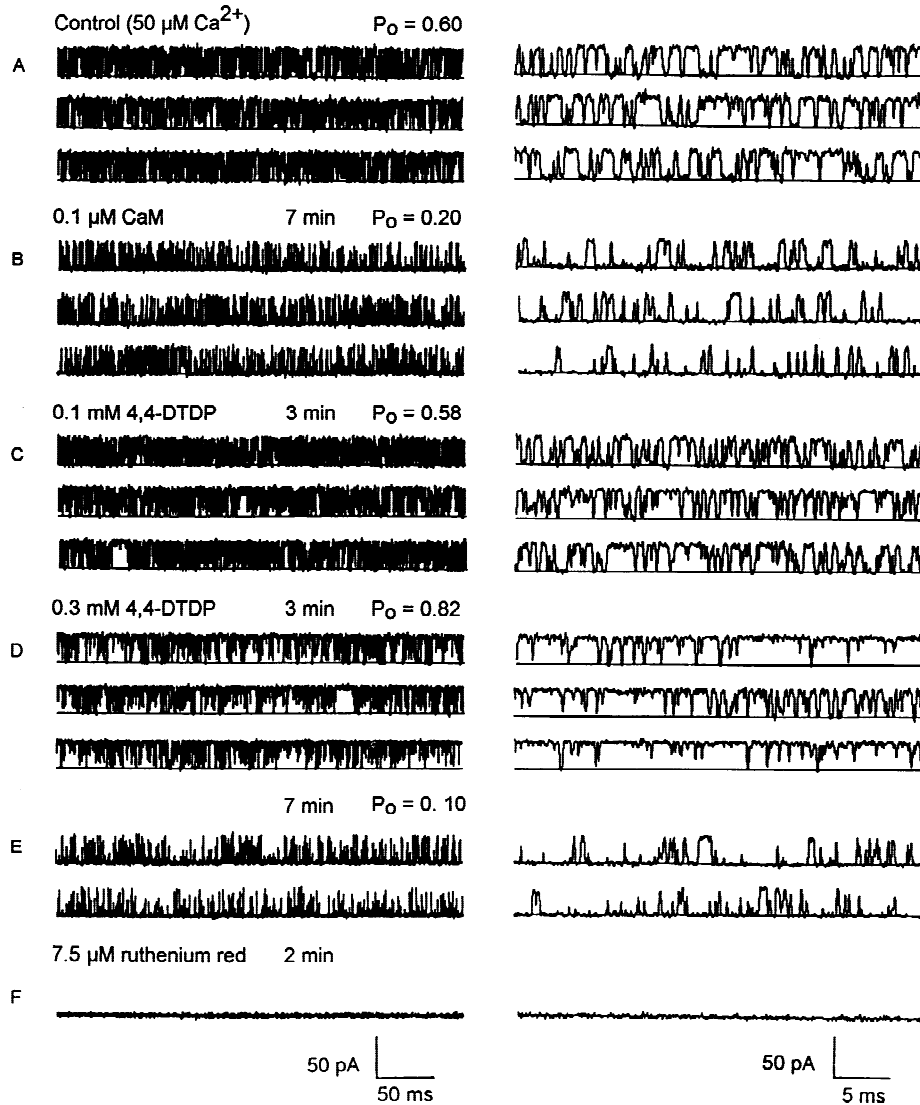 Control (50 µM Ca2+) Po = 0.60
A
0.1 µM CaM 7 min Po = 0.20
B
0.1 mM 4,4-DTDP 3 min Po = 0.58
C
0.3 mM 4,4-DTDP 3 min Po = 0.82
D
7 min Po = 0. 10
E
7.5 µM ruthenium red 2 min
F
50 pA 50 pA
50 ms 5 ms